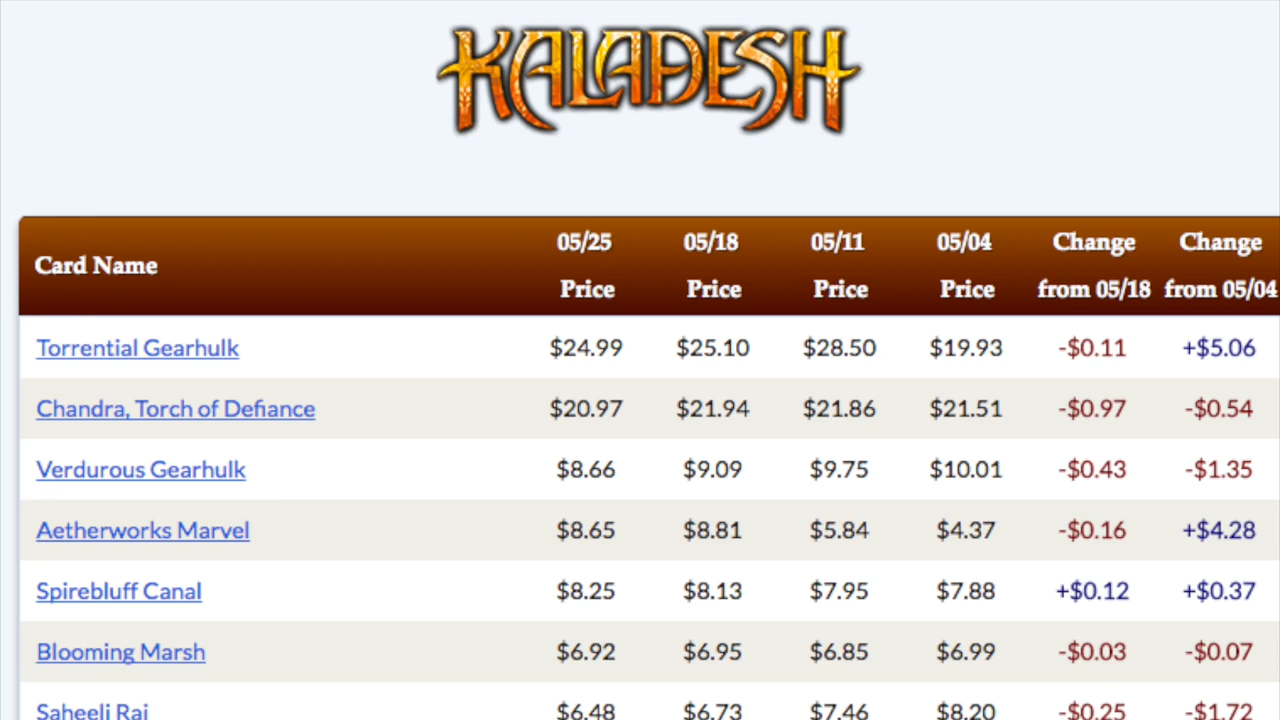 KALADESH
Card Name 05/25 Price 05/18 Price 05/11 Price 05/04 Price Change from 05/18 Change from 05/04
Torrential Gearhulk $24.99 $25.10 $28.50 $19.93 -$0.11 +$5.06
Chandra, Torch of Defiance $20.97 $21.94 $21.86 $21.51 -$0.97 -$0.54
Verdurous Gearhulk $8.66 $9.09 $9.75 $10.01 -$0.43 -$1.35
Aetherworks Marvel $8.65 $8.81 $5.84 $4.37 -$0.16 +$4.28
Spirebluff Canal $8.25 $8.13 $7.95 $7.88 +$0.12 +$0.37
Blooming Marsh $6.92 $6.95 $6.85 $6.99 -$0.03 -$0.07
Saheeli Rai $6.48 $6.73 $7.46 $8.20 -$0.25 -$1.72